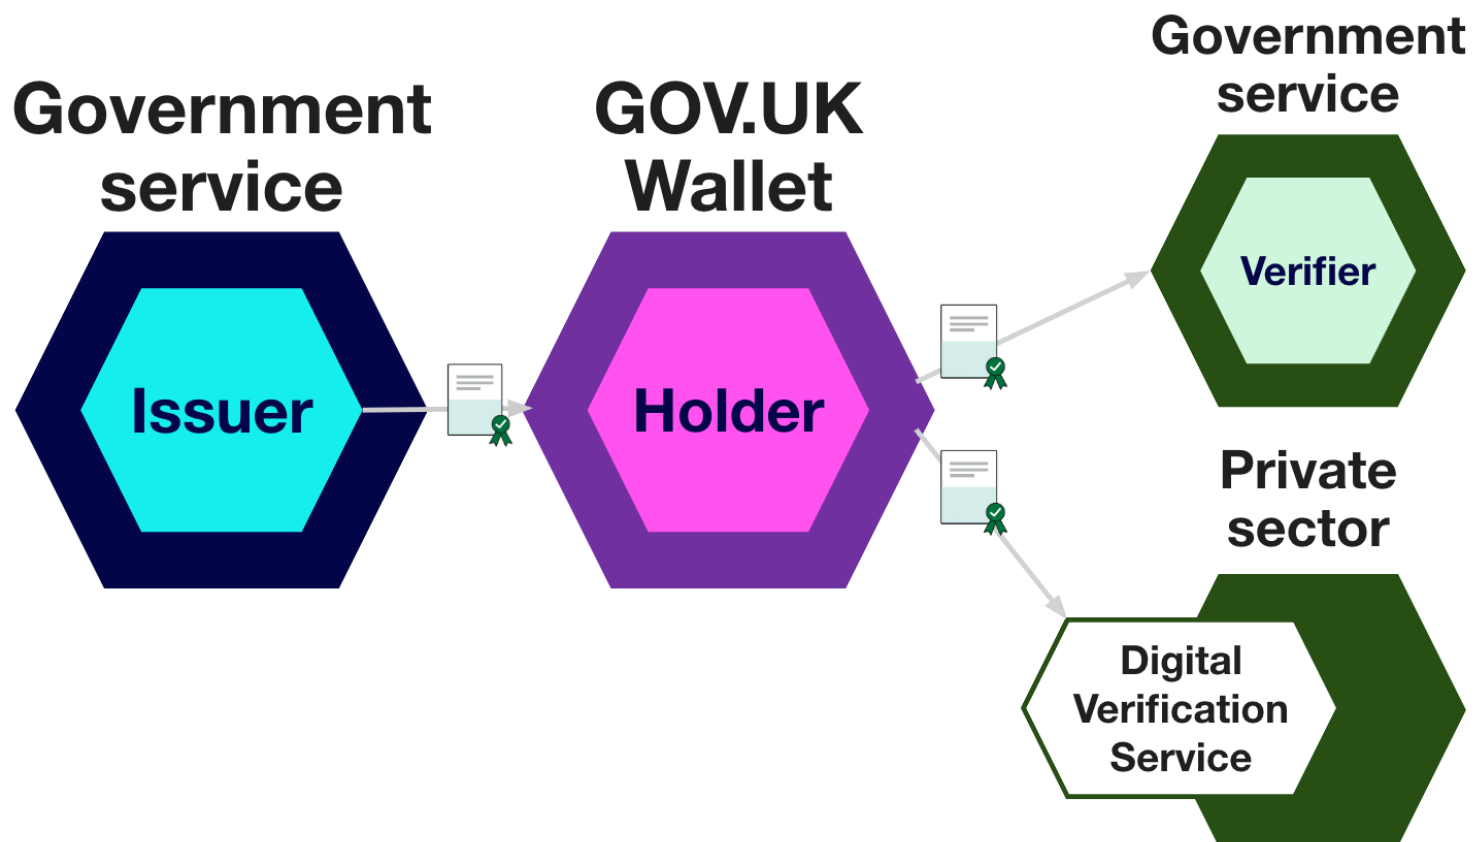 Government
service
Issuer
GOV.UK
Wallet
Holder
Government
service
Verifier
Private
sector
Digital
Verification
Service